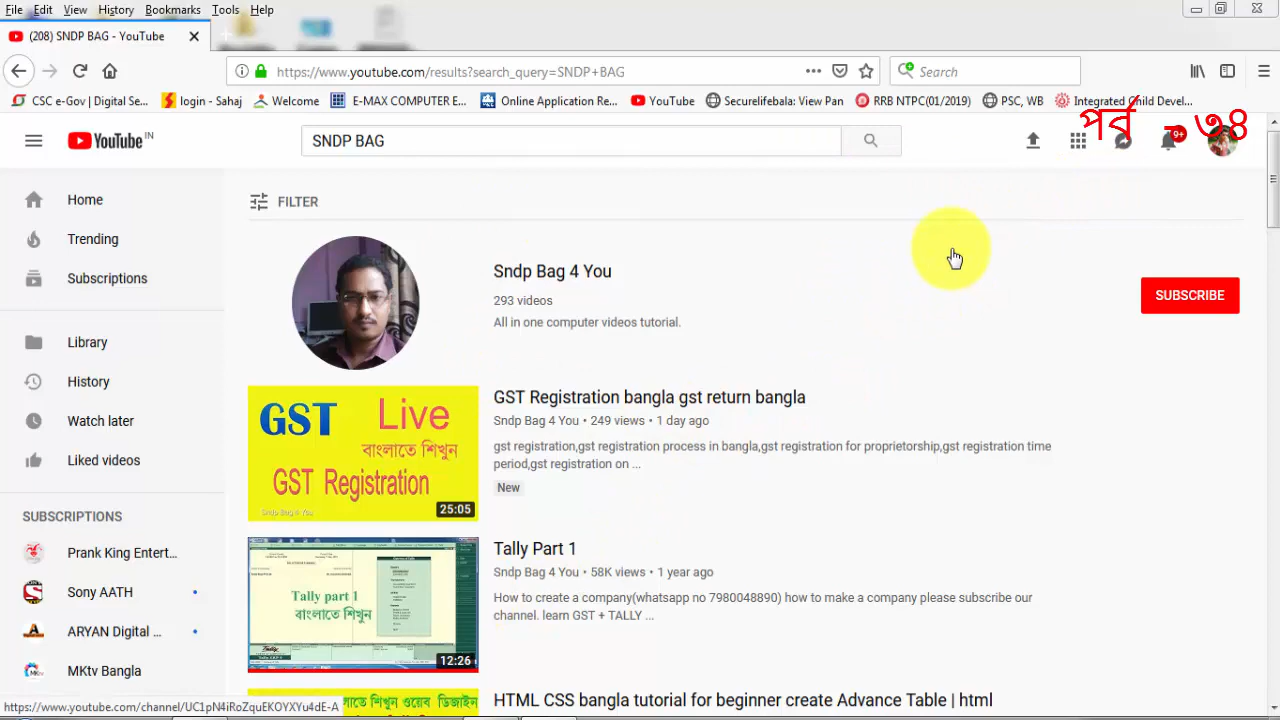 File Edit View History Bookmarks Tools Help
(208) SNDP BAG - YouTube
https://www.youtube.com/results?search_query=SNDP+BAG
Search
CSC e-Gov | Digital Se... login - Sahaj Welcome E-MAX COMPUTER E... Online Application Re... YouTube Securelifebala: View Pan RRB NTPC(01/2019) PSC, WB Integrated Child Devel...
পর্ব - ৩৪
YouTube IN
SNDP BAG
9+
Home
Trending
Subscriptions
Library
History
Watch later
Liked videos
SUBSCRIPTIONS
Prank King Entert...
Sony AATH
ARYAN Digital ...
MKtv Bangla
FILTER
Sndp Bag 4 You
293 videos
All in one computer videos tutorial.
SUBSCRIBE
GST Live
বাংলাতে শিখুন
GST Registration
Sndp Bag 4 You
25:05
GST Registration bangla gst return bangla
Sndp Bag 4 You • 249 views • 1 day ago
gst registration,gst registration process in bangla,gst registration for proprietorship,gst registration time
period,gst registration on ...
New
Tally part 1
বাংলাতে শিখুন
12:26
Tally Part 1
Sndp Bag 4 You • 58K views • 1 year ago
How to create a company(whatsapp no 7980048890) how to make a company please subscribe our
channel. learn GST + TALLY ...
বাংলাতে শিখুন ওয়েব ডিজাইন
HTML CSS bangla tutorial for beginner create Advance Table | html
https://www.youtube.com/channel/UC1pN4iRoZquEKOYXYu4dE-A